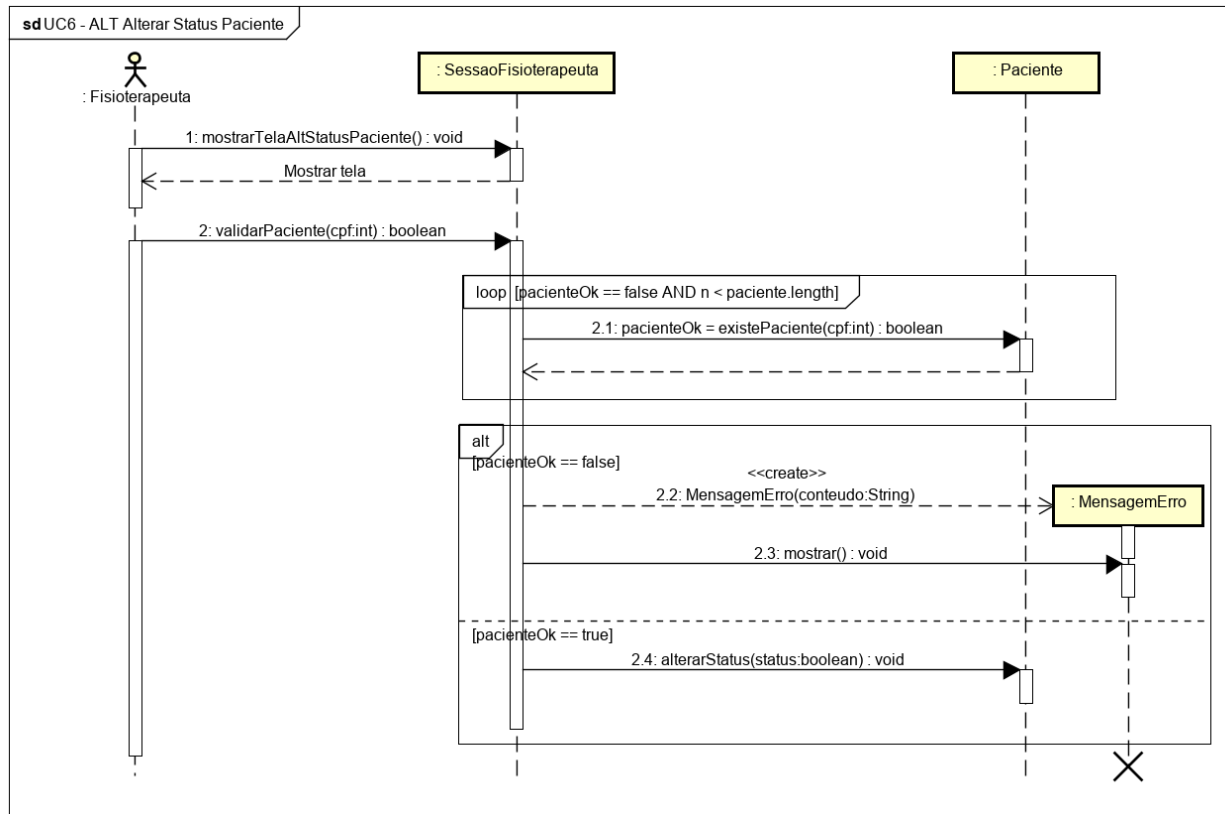 sd UC6 - ALT Alterar Status Paciente
: Fisioterapeuta
: SessaoFisioterapeuta
: Paciente
1: mostrarTelaAltStatusPaciente() : void
Mostrar tela
2: validarPaciente(cpf:int) : boolean
loop [pacienteOk == false AND n < paciente.length]
2.1: pacienteOk = existePaciente(cpf:int) : boolean
alt
[pacienteOk == false]
<<create>>
2.2: MensagemErro(conteudo:String)
: MensagemErro
2.3: mostrar() : void
[pacienteOk == true]
2.4: alterarStatus(status:boolean) : void